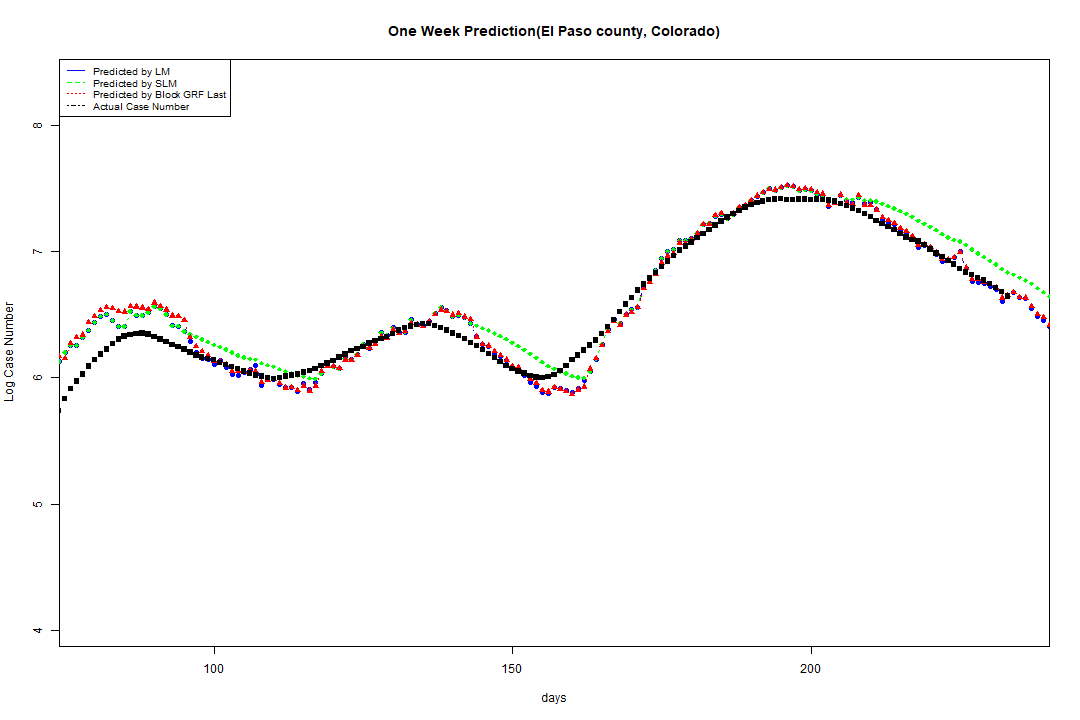 One Week Prediction(El Paso county, Colorado)
Predicted by LM
Predicted by SLM
Predicted by Block GRF Last
Actual Case Number
8
7
6
5
4
Log Case Number
100
150
200
days